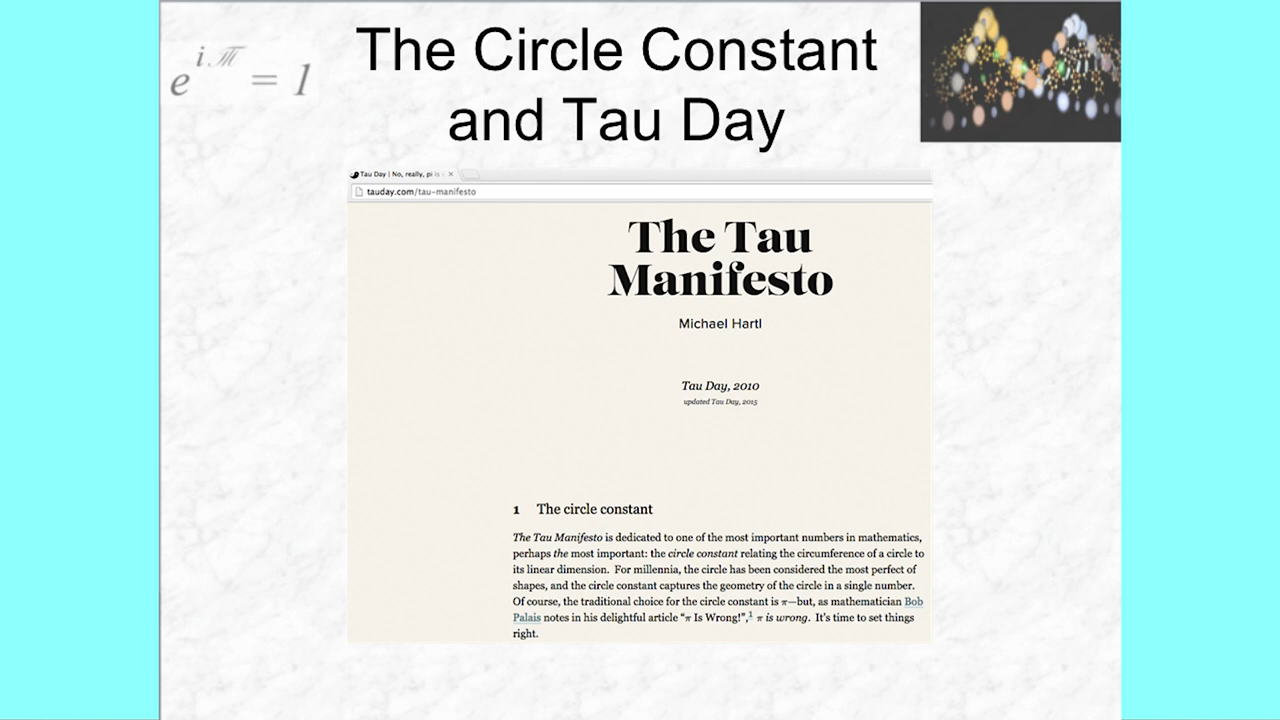 e^i = 1
The Circle Constant
and Tau Day
Tau Day | No, really, pi is
tauday.com/tau-manifesto
The Tau
Manifesto
Michael Hartl
Tau Day, 2010
updated Tau Day, 2015
1 The circle constant
The Tau Manifesto is dedicated to one of the most important numbers in mathematics,
perhaps the most important: the circle constant relating the circumference of a circle to
its linear dimension. For millennia, the circle has been considered the most perfect of
shapes, and the circle constant captures the geometry of the circle in a single number.
Of course, the traditional choice for the circle constant is π—but, as mathematician Bob
Palais notes in his delightful article “π Is Wrong!”,¹ π is wrong. It’s time to set things
right.